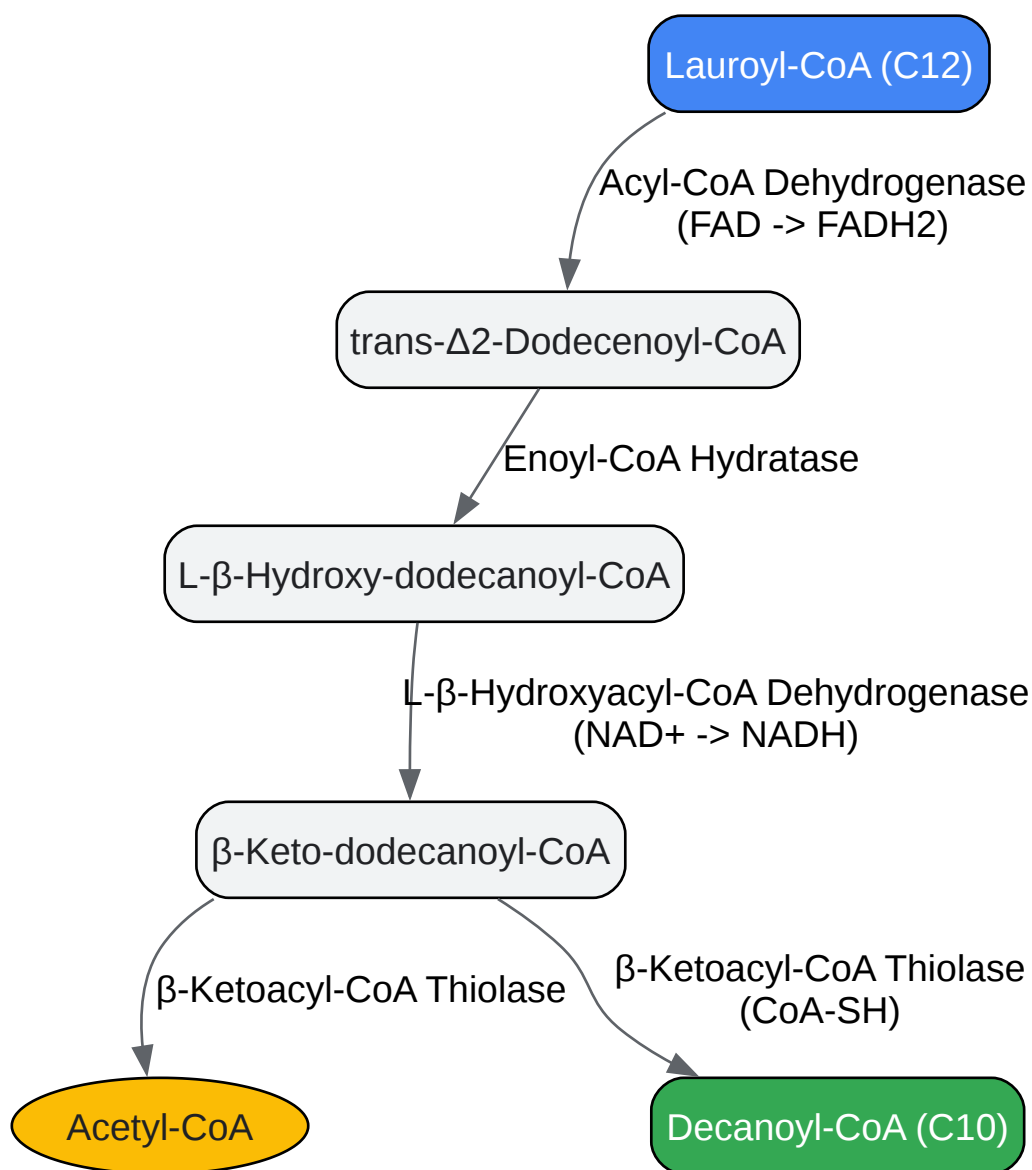 Lauroyl-CoA (C12)
Acyl-CoA Dehydrogenase
(FAD -> FADH2)
trans-Δ2-Dodecenoyl-CoA
Enoyl-CoA Hydratase
L-β-Hydroxy-dodecanoyl-CoA
L-β-Hydroxyacyl-CoA Dehydrogenase
(NAD+ -> NADH)
β-Keto-dodecanoyl-CoA
β-Ketoacyl-CoA Thiolase
β-Ketoacyl-CoA Thiolase
(CoA-SH)
Acetyl-CoA
Decanoyl-CoA (C10)